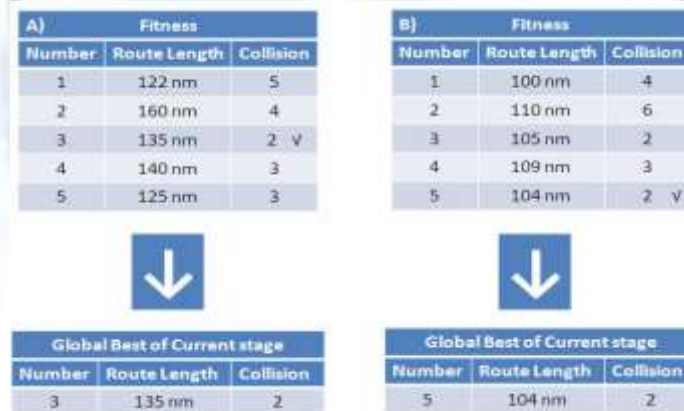 A) Fitness
Number Route Length Collision
1 122 nm 5
2 160 nm 4
3 135 nm 2 √
4 140 nm 3
5 125 nm 3
Global Best of Current stage
Number Route Length Collision
3 135 nm 2
B) Fitness
Number Route Length Collision
1 100 nm 4
2 110 nm 6
3 105 nm 2
4 109 nm 3
5 104 nm 2 √
Global Best of Current stage
Number Route Length Collision
5 104 nm 2